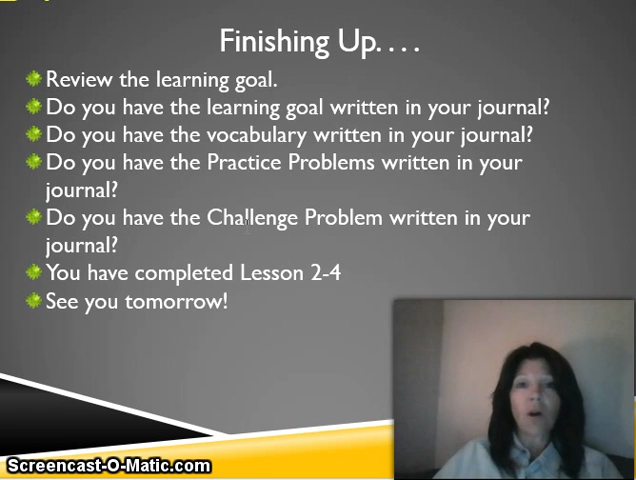 Finishing Up. . . .
Review the learning goal.
Do you have the learning goal written in your journal?
Do you have the vocabulary written in your journal?
Do you have the Practice Problems written in your
journal?
Do you have the Challenge Problem written in your
journal?
You have completed Lesson 2-4
See you tomorrow!
Screencast-O-Matic.com